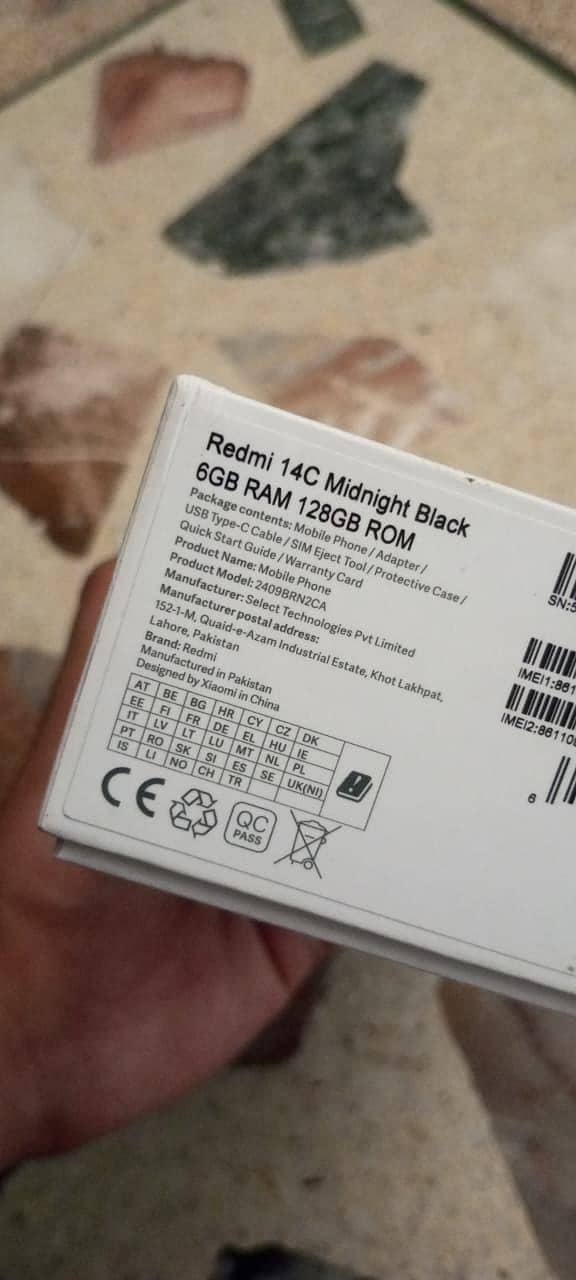 Redmi 14C Midnight Black
6GB RAM 128GB ROM
Package contents: Mobile Phone / Adapter /
USB Type-C Cable / SIM Eject Tool / Protective Case /
Quick Start Guide / Warranty Card
Product Name: Mobile Phone
Product Model: 2409BRN2CA
Manufacturer: Select Technologies Pvt Limited
Manufacturer postal address:
152-1-M, Quaid-e-Azam Industrial Estate, Khot Lakhpat,
Lahore, Pakistan
Brand: Redmi
Manufactured in Pakistan
Designed by Xiaomi in China
AT BE BG HR CY CZ DK
EE FI FR DE EL HU IE
IT LV LT LU MT NL PL
PT RO SK SI ES SE UK(NI)
IS LI NO CH TR
CE
QC
PASS
SN:5
IMEI1:861
IMEI2:86110
6